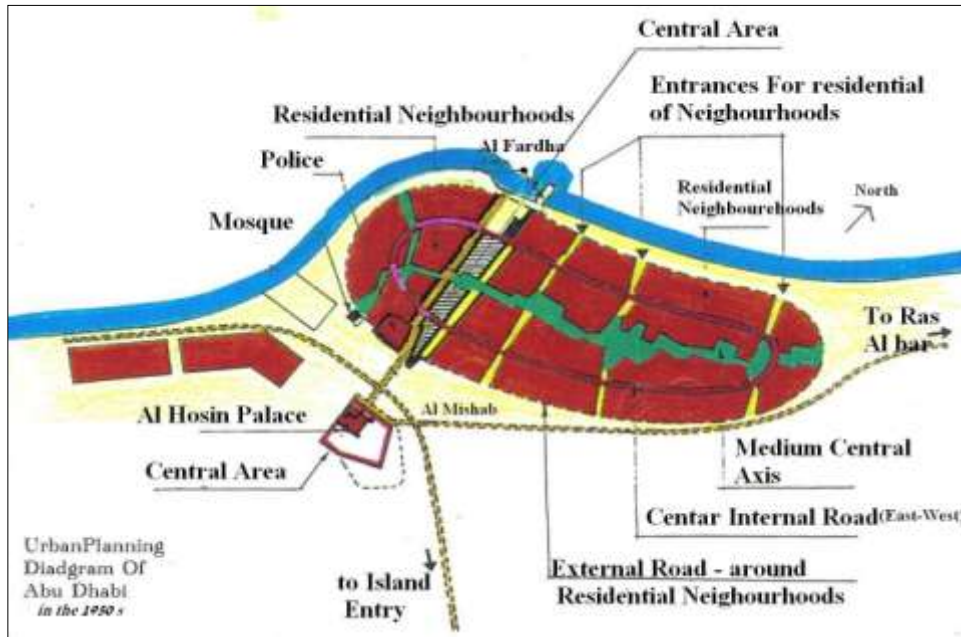 Central Area
Entrances For residential
of Neighourhoods
Residential Neighbourhoods
Al Fardha
Police
Residential
Neighbourehoods
North
Mosque
To Ras
Al bar
Al Hosin Palace
Al Mishab
Central Area
Medium Central
Axis
Centar Internal Road(East-West)
External Road - around
Residential Neighourhoods
to Island
Entry
UrbanPlanning
Diadgram Of
Abu Dhabi
in the 1950 s